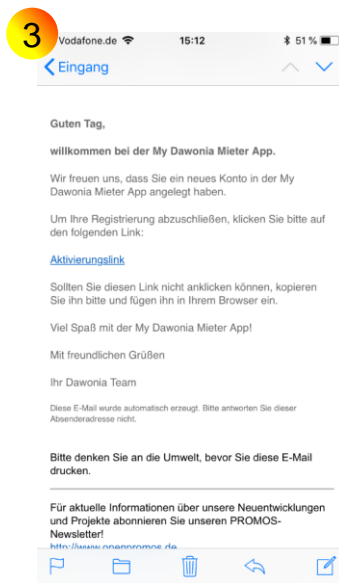 3
Vodafone.de 15:12 51 %
Eingang
Guten Tag,
willkommen bei der My Dawonia Mieter App.
Wir freuen uns, dass Sie ein neues Konto in der My
Dawonia Mieter App angelegt haben.
Um Ihre Registrierung abzuschließen, klicken Sie bitte auf
den folgenden Link:
Aktivierungslink
Sollten Sie diesen Link nicht anklicken können, kopieren
Sie ihn bitte und fügen ihn in Ihrem Browser ein.
Viel Spaß mit der My Dawonia Mieter App!
Mit freundlichen Grüßen
Ihr Dawonia Team
Diese E-Mail wurde automatisch erzeugt. Bitte antworten Sie dieser
Absenderadresse nicht.
Bitte denken Sie an die Umwelt, bevor Sie diese E-Mail
drucken.
Für aktuelle Informationen über unsere Neuentwicklungen
und Projekte abonnieren Sie unseren PROMOS-
Newsletter!
http://www.openpromos.de